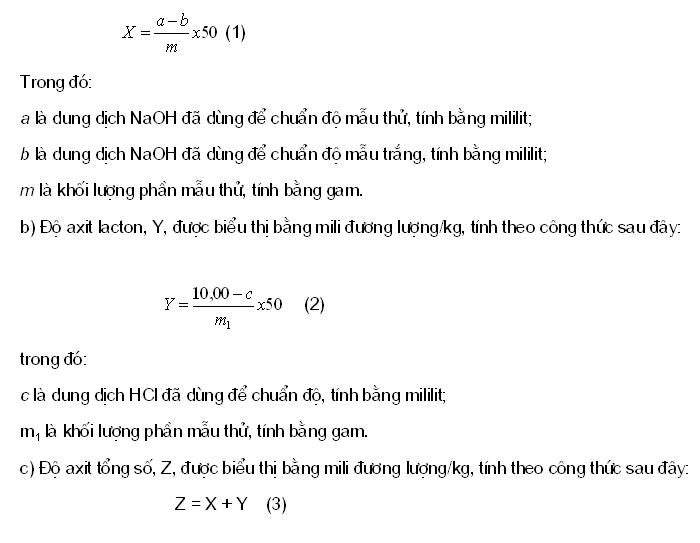 X = \frac{a-b}{m} x50 (1)
Trong đó:
a là dung dịch NaOH đã dùng để chuẩn độ mẫu thử, tính bằng mililit;
b là dung dịch NaOH đã dùng để chuẩn độ mẫu trắng, tính bằng mililit;
m là khối lượng phần mẫu thử, tính bằng gam.
b) Độ axit lacton, Y, được biểu thị bằng mili đương lượng/kg, tính theo công thức sau đây:
Y = \frac{10,00-c}{m_1} x50 (2)
trong đó:
c là dung dịch HCl đã dùng để chuẩn độ, tính bằng mililit;
m₁ là khối lượng phần mẫu thử, tính bằng gam.
c) Độ axit tổng số, Z, được biểu thị bằng mili đương lượng/kg, tính theo công thức sau đây:
Z = X + Y (3)